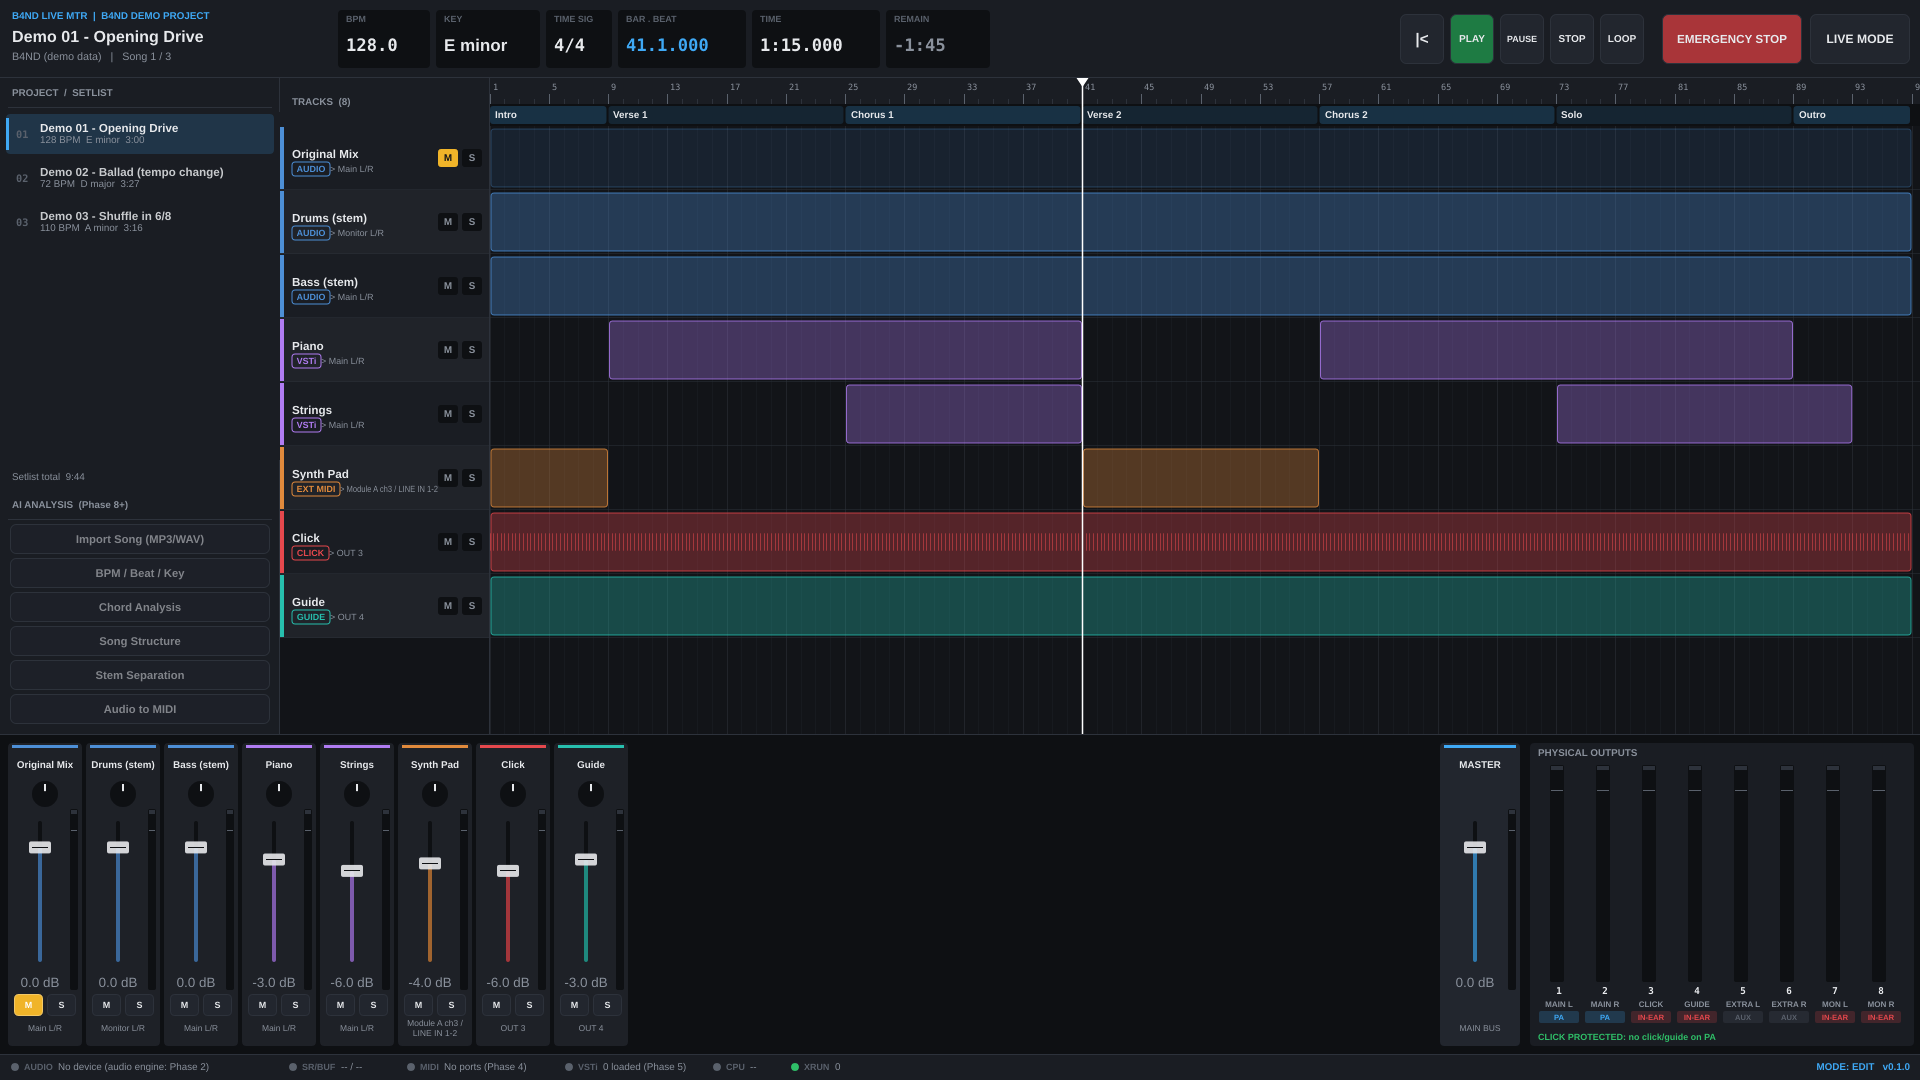 B4ND LIVE MTR | B4ND DEMO PROJECT
Demo 01 - Opening Drive
B4ND (demo data) | Song 1 / 3
BPM
128.0
KEY
E minor
TIME SIG
4/4
BAR . BEAT
41.1.000
TIME
1:15.000
REMAIN
-1:45
|<
PLAY
PAUSE
STOP
LOOP
EMERGENCY STOP
LIVE MODE
PROJECT / SETLIST
01 Demo 01 - Opening Drive
128 BPM E minor 3:00
02 Demo 02 - Ballad (tempo change)
72 BPM D major 3:27
03 Demo 03 - Shuffle in 6/8
110 BPM A minor 3:16
Setlist total 9:44
AI ANALYSIS (Phase 8+)
Import Song (MP3/WAV)
BPM / Beat / Key
Chord Analysis
Song Structure
Stem Separation
Audio to MIDI
TRACKS (8)
1 5 9 13 17 21 25 29 33 37 41 45 49 53 57 61 65 69 73 77 81 85 89 93 9
Intro Verse 1 Chorus 1 Verse 2 Chorus 2 Solo Outro
Original Mix M S
AUDIO > Main L/R
Drums (stem) M S
AUDIO > Monitor L/R
Bass (stem) M S
AUDIO > Main L/R
Piano M S
VSTi > Main L/R
Strings M S
VSTi > Main L/R
Synth Pad M S
EXT MIDI > Module A ch3 / LINE IN 1-2
Click M S
CLICK > OUT 3
Guide M S
GUIDE > OUT 4
Original Mix Drums (stem) Bass (stem) Piano Strings Synth Pad Click Guide
0.0 dB 0.0 dB 0.0 dB -3.0 dB -6.0 dB -4.0 dB -6.0 dB -3.0 dB
M S M S M S M S M S M S M S M S
Main L/R Monitor L/R Main L/R Main L/R Main L/R Module A ch3 / LINE IN 1-2 OUT 3 OUT 4
MASTER
0.0 dB
MAIN BUS
PHYSICAL OUTPUTS
1 2 3 4 5 6 7 8
MAIN L MAIN R CLICK GUIDE EXTRA L EXTRA R MON L MON R
PA PA IN-EAR IN-EAR AUX AUX IN-EAR IN-EAR
CLICK PROTECTED: no click/guide on PA
AUDIO No device (audio engine: Phase 2) SR/BUF -- / -- MIDI No ports (Phase 4) VSTi 0 loaded (Phase 5) CPU -- XRUN 0 MODE: EDIT v0.1.0